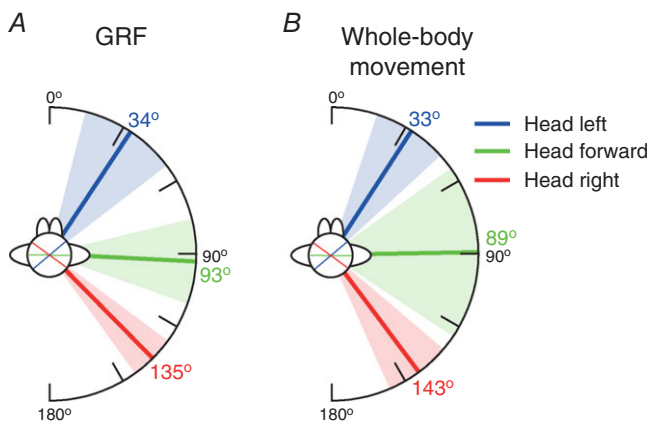 A
GRF
0º
34º
90º
93º
135º
180º
B
Whole-body
movement
0º
33º
89º
90º
143º
180º
Head left
Head forward
Head right